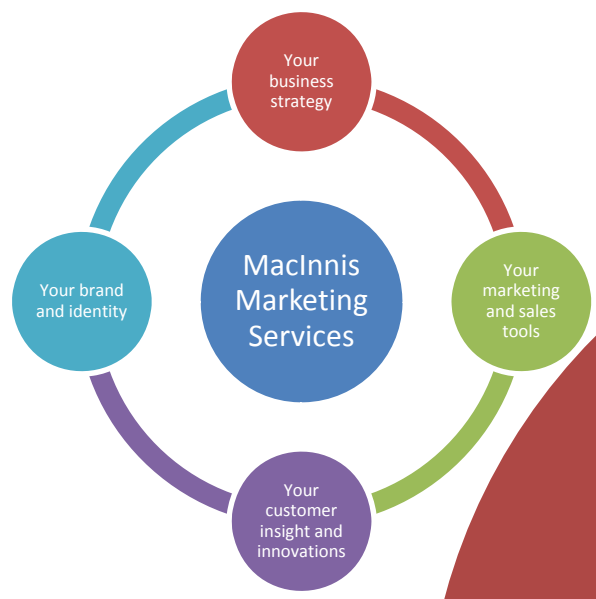 Your
business
strategy
Your brand
and identity
MacInnis
Marketing
Services
Your
marketing
and sales
tools
Your
customer
insight and
innovations